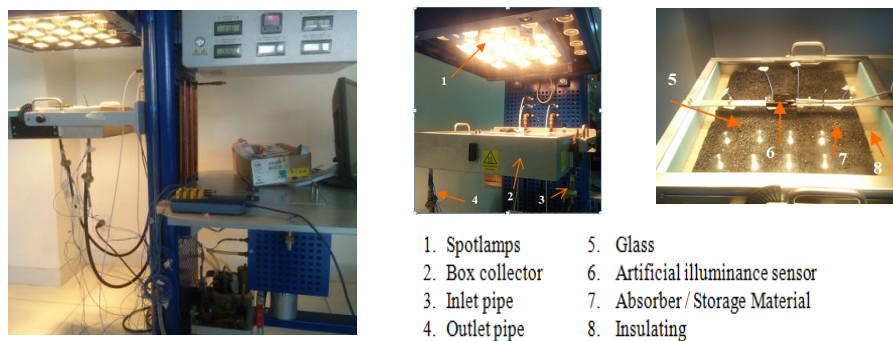 1
2
3
4
5
6
7
8
1. Spotlamps
2. Box collector
3. Inlet pipe
4. Outlet pipe
5. Glass
6. Artificial illuminance sensor
7. Absorber / Storage Material
8. Insulating